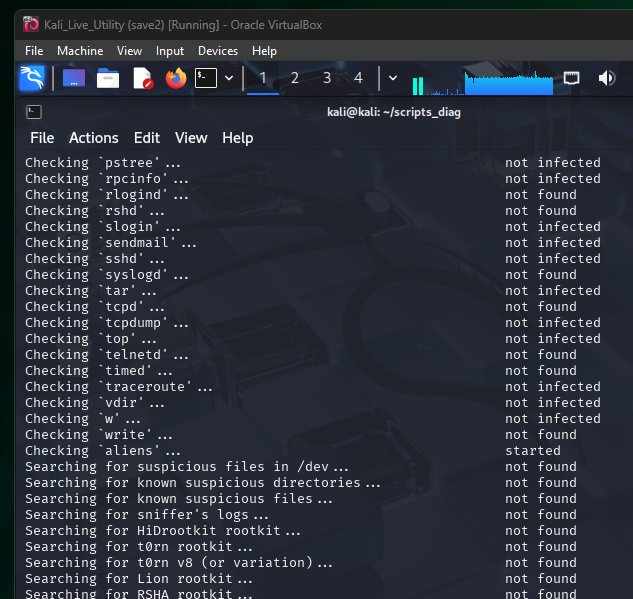 Kali_Live_Utility (save2) [Running] - Oracle VirtualBox
File Machine View Input Devices Help
1 2 3 4
kali@kali: ~/scripts_diag
File Actions Edit View Help
Checking `pstree'... not infected
Checking `rpcinfo'... not infected
Checking `rlogind'... not found
Checking `rshd'... not found
Checking `slogin'... not infected
Checking `sendmail'... not infected
Checking `sshd'... not infected
Checking `syslogd'... not found
Checking `tar'... not infected
Checking `tcpd'... not found
Checking `tcpdump'... not infected
Checking `top'... not infected
Checking `telnetd'... not found
Checking `timed'... not found
Checking `traceroute'... not infected
Checking `vdir'... not infected
Checking `w'... not infected
Checking `write'... not found
Checking `aliens'... started
Searching for suspicious files in /dev... not found
Searching for known suspicious directories... not found
Searching for known suspicious files... not found
Searching for sniffer's logs... not found
Searching for HiDrootkit rootkit... not found
Searching for t0rn rootkit... not found
Searching for t0rn v8 (or variation)... not found
Searching for Lion rootkit... not found
Searching for RSHA rootkit... not found